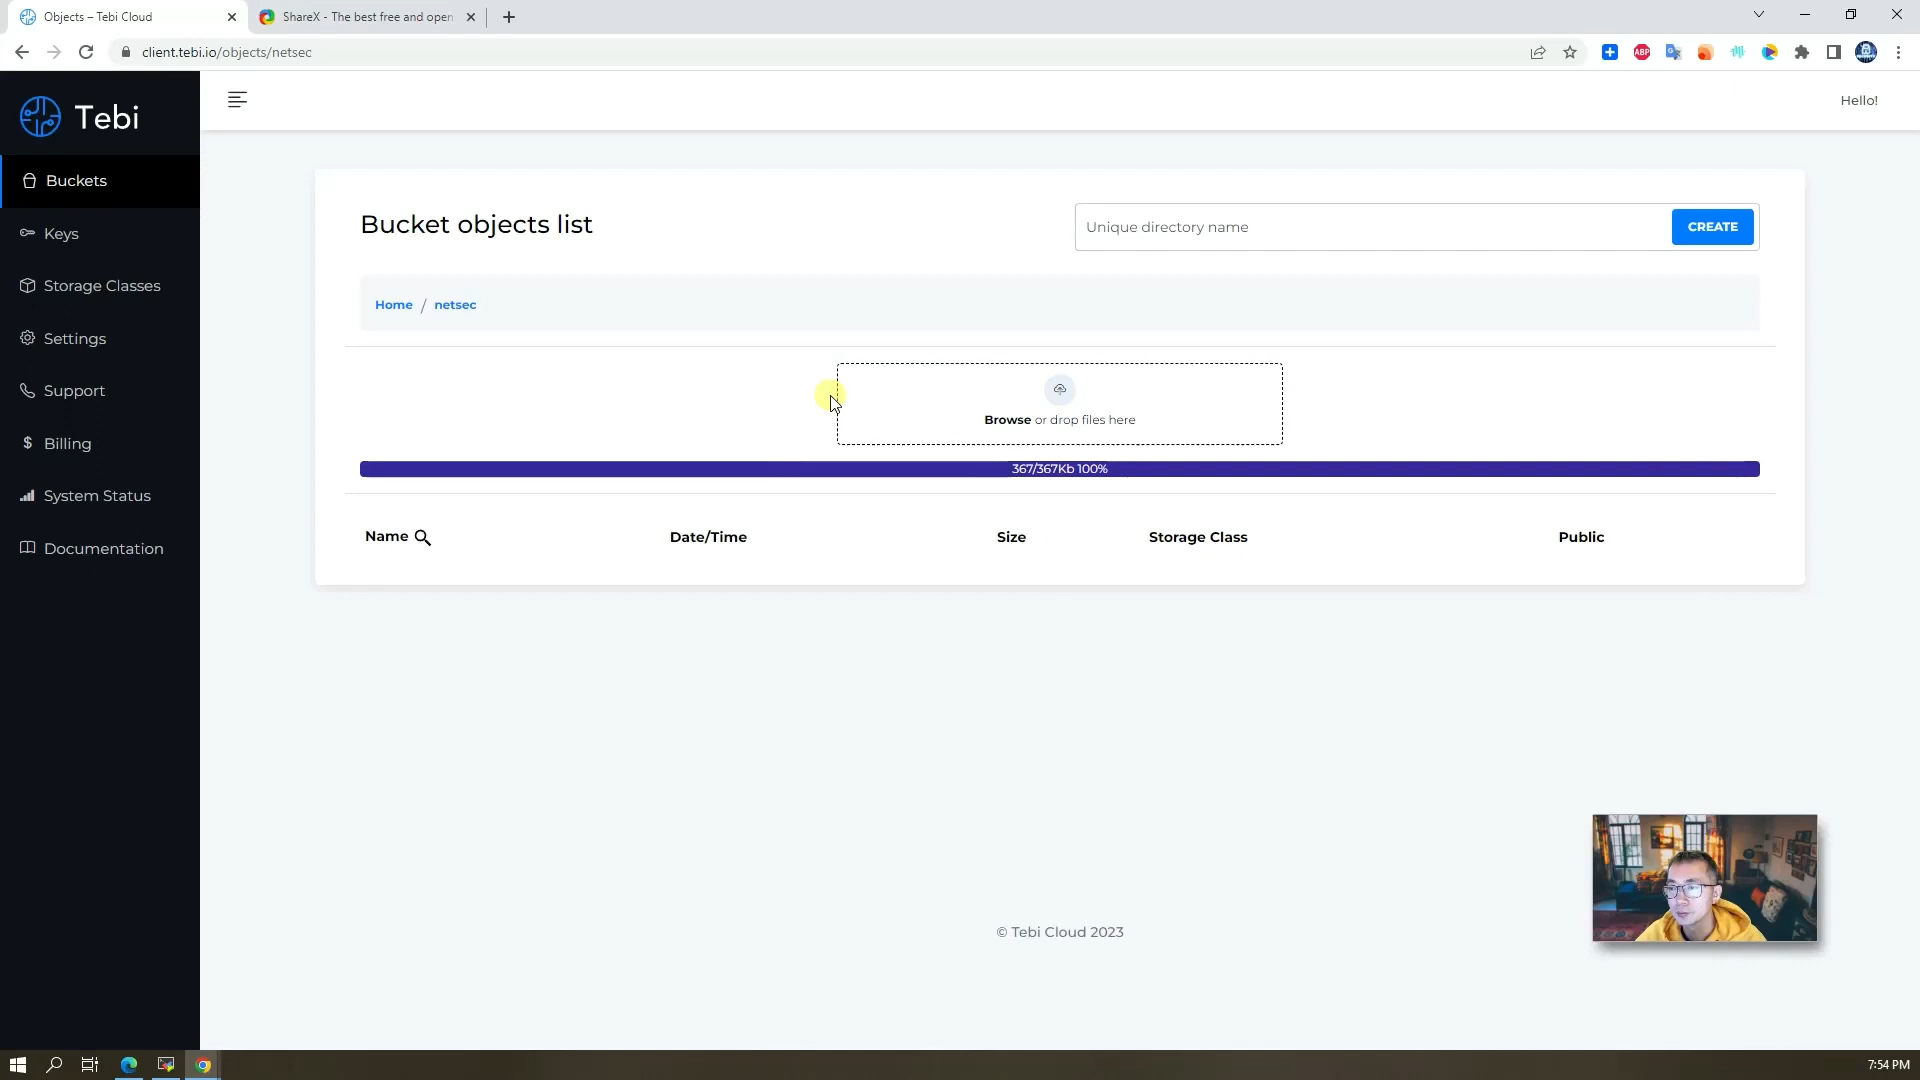 Objects – Tebi Cloud
ShareX - The best free and open
client.tebi.io/objects/netsec
ABP
Tebi
Hello!
Buckets
Keys
Storage Classes
Settings
Support
Billing
System Status
Documentation
Bucket objects list
Unique directory name
CREATE
Home / netsec
Browse or drop files here
367/367Kb 100%
Name
Date/Time
Size
Storage Class
Public
© Tebi Cloud 2023
7:54 PM